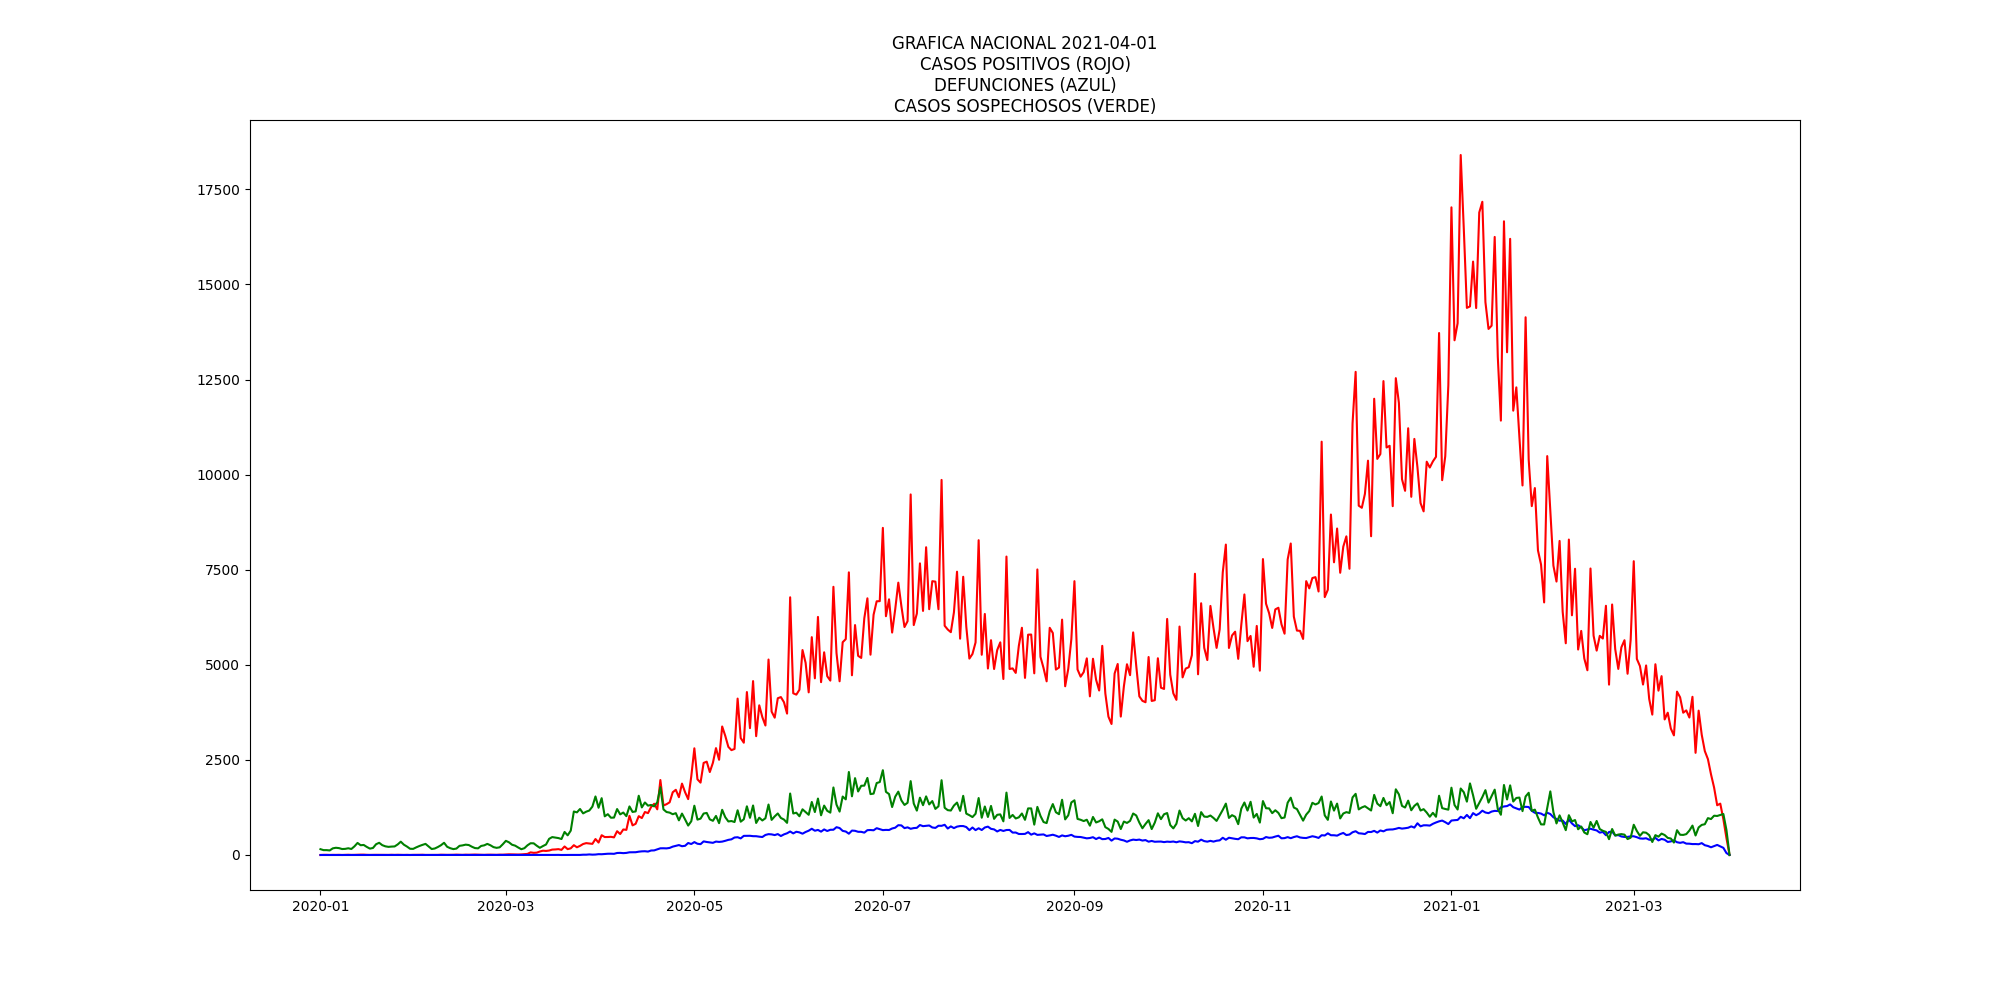 GRAFICA NACIONAL 2021-04-01
CASOS POSITIVOS (ROJO)
DEFUNCIONES (AZUL)
CASOS SOSPECHOSOS (VERDE)
17500
15000
12500
10000
7500
5000
2500
0
2020-01 2020-03 2020-05 2020-07 2020-09 2020-11 2021-01 2021-03